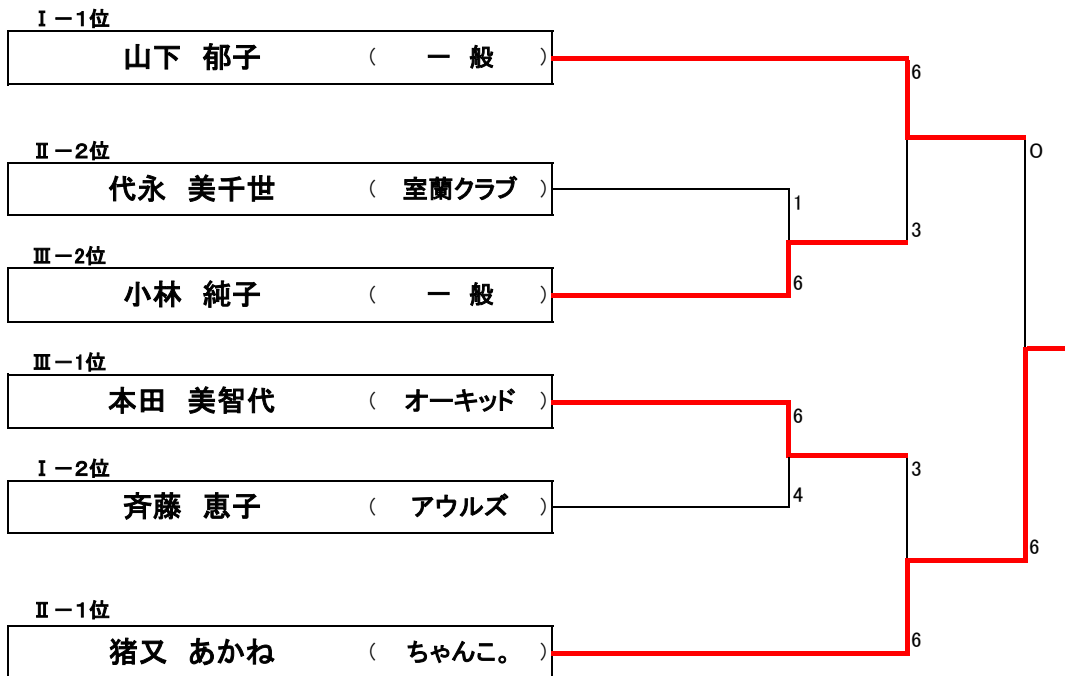 Ⅰ－1位
山下 郁子 （ 一 般 ）
6
0
Ⅱ－2位
代永 美千世 （ 室蘭クラブ ）
1
3
Ⅲ－2位
小林 純子 （ 一 般 ）
6
Ⅲ－1位
本田 美智代 （ オーキッド ）
6
3
Ⅰ－2位
斉藤 恵子 （ アウルズ ）
4
6
Ⅱ－1位
猪又 あかね （ ちゃんこ。 ）
6